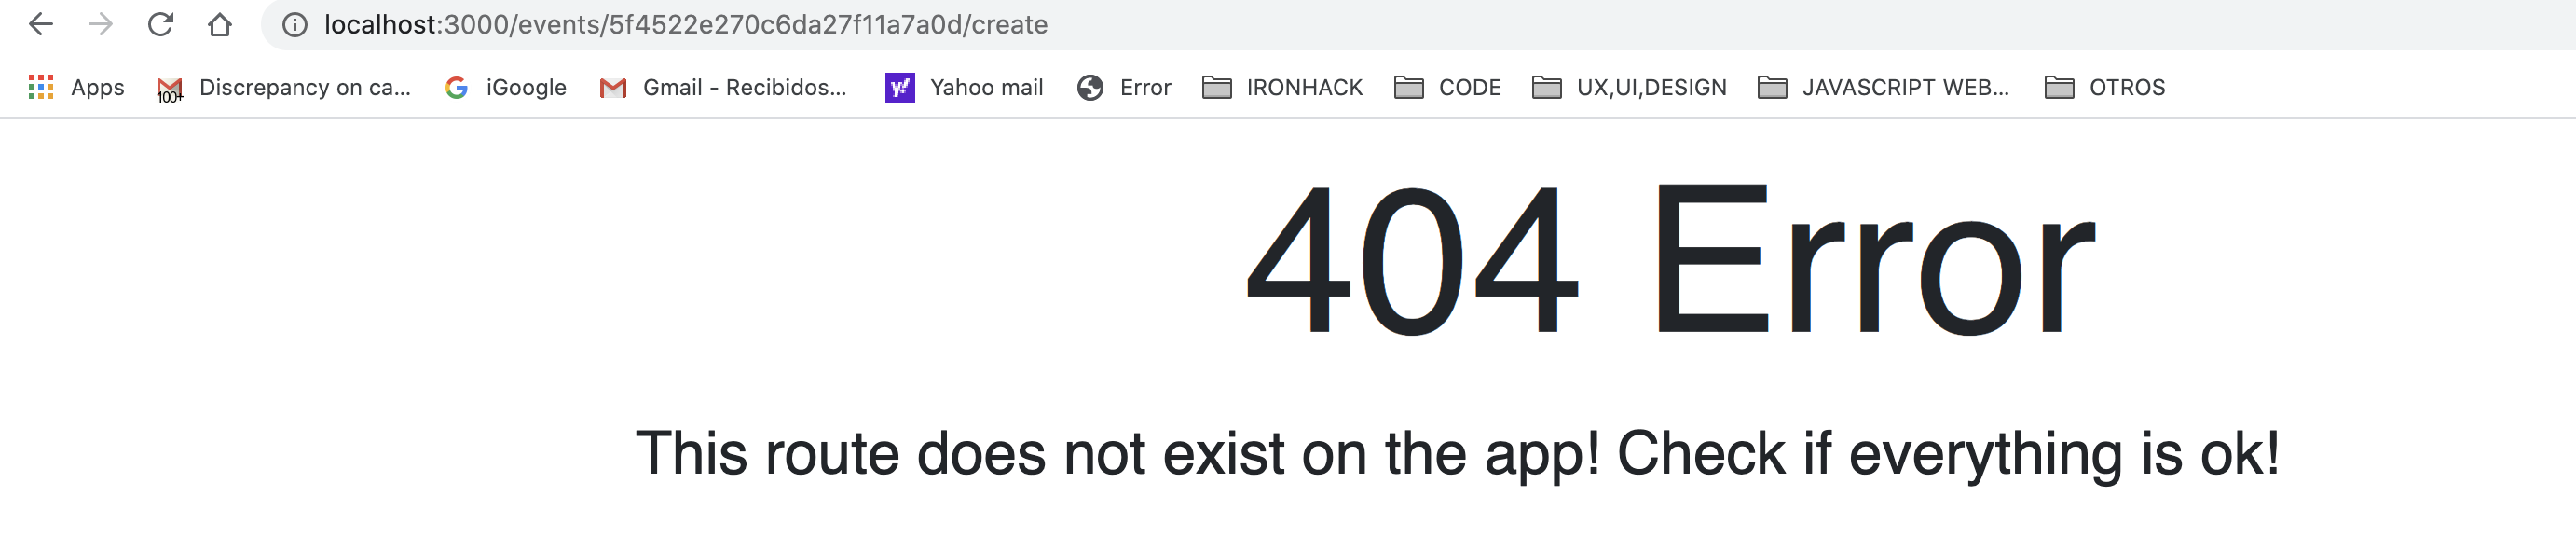 localhost:3000/events/5f4522e270c6da27f11a7a0d/create
Apps 100+ Discrepancy on ca... iGoogle Gmail - Recibidos... y! Yahoo mail Error IRONHACK CODE UX,UI,DESIGN JAVASCRIPT WEB... OTROS
404 Error
This route does not exist on the app! Check if everything is ok!